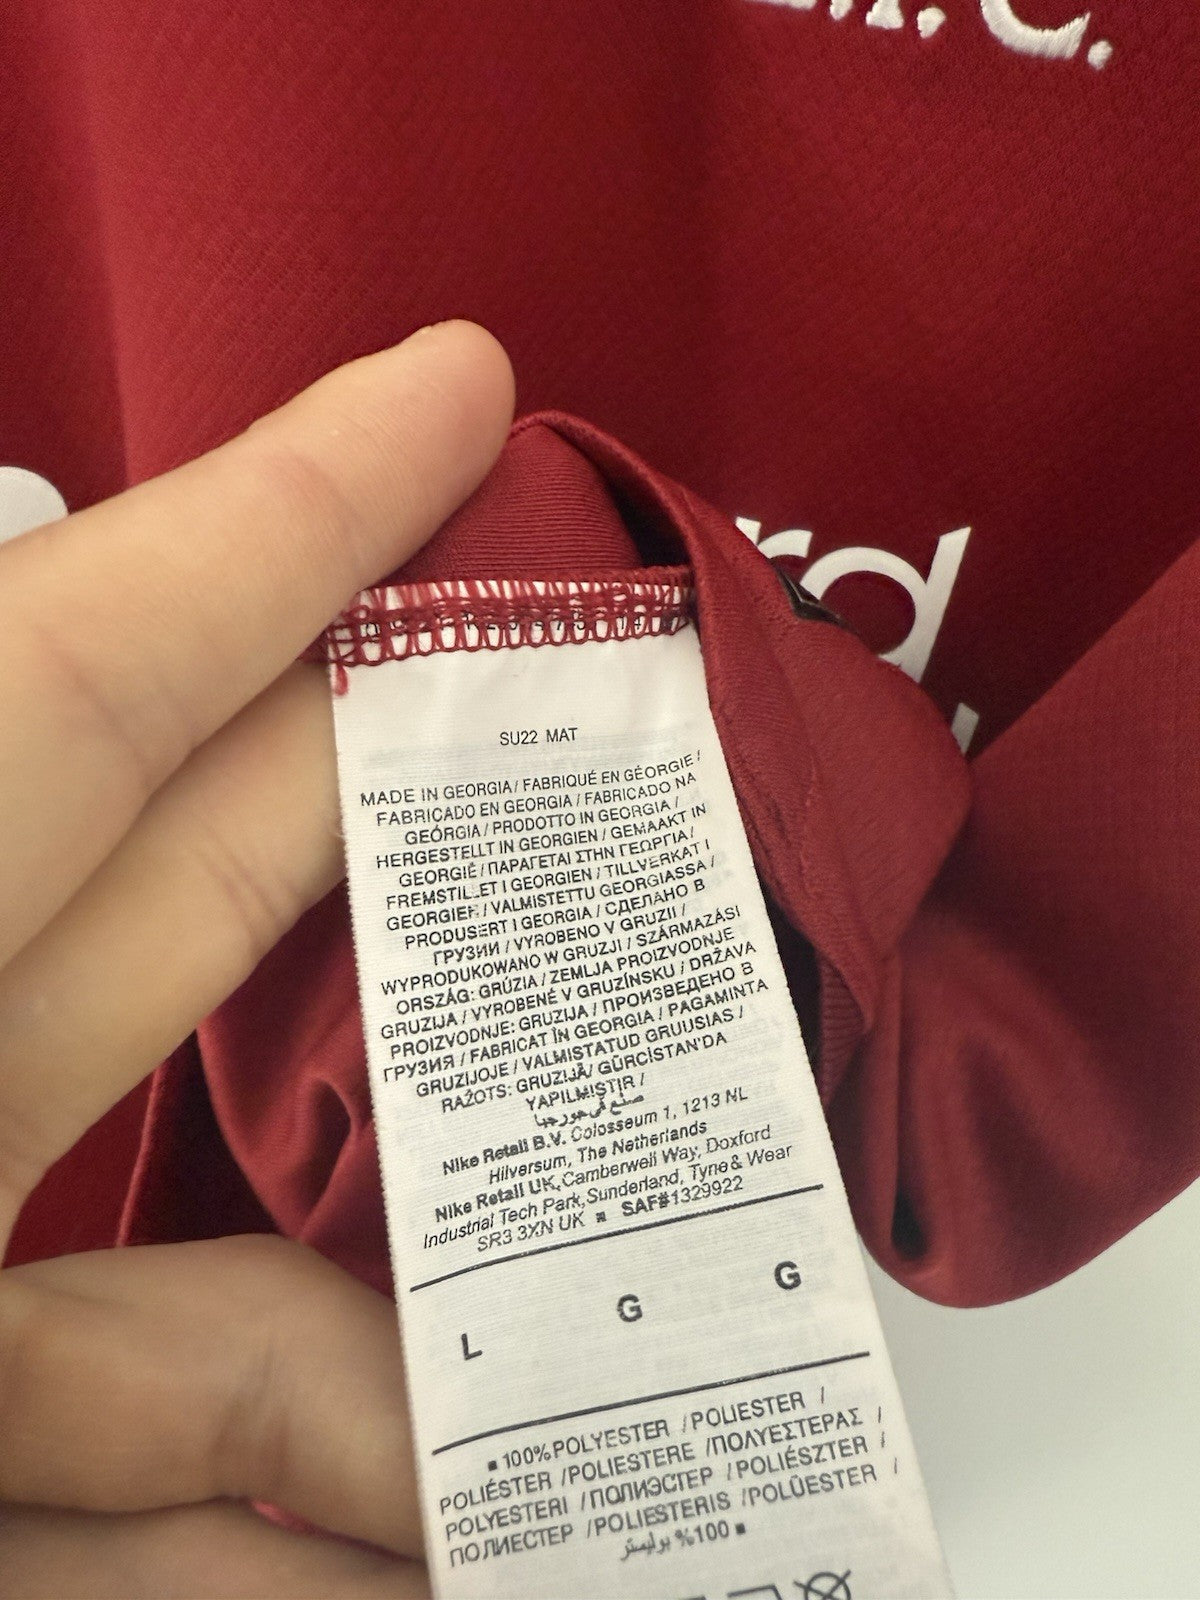 .F.C.
rd
SU22 MAT
MADE IN GEORGIA / FABRIQUÉ EN GÉORGIE /
FABRICADO EN GEORGIA / FABRICADO NA
GEÓRGIA / PRODOTTO IN GEORGIA /
HERGESTELLT IN GEORGIEN / GEMAAKT IN
GEORGIË / ΠΑΡΑΓΕΤΑΙ ΣΤΗΝ ΓΕΩΡΓΙΑ /
FREMSTILLET I GEORGIEN / TILLVERKAT I
GEORGIEN / VALMISTETTU GEORGIASSA /
PRODUSERT I GEORGIA / СДЕЛАНО В
ГРУЗИИ / VYROBENO V GRUZII /
WYPRODUKOWANO W GRUZJI / SZÁRMAZÁSI
ORSZÁG: GRÚZIA / ZEMLJA PROIZVODNJE
GRUZIJA / VYROBENÉ V GRUZÍNSKU / DRŽAVA
PROIZVODNJE: GRUZIJA / ПРОИЗВЕДЕНО В
ГРУЗИЯ / FABRICAT ÎN GEORGIA / PAGAMINTA
GRUZIJOJE / VALMISTATUD GRUUSIAS /
RAŽOTS: GRUZIJĀ/ GÜRCİSTAN'DA
YAPILMIŞTIR /
صنع في جورجيا
Nike Retail B.V. Colosseum 1, 1213 NL
Hilversum, The Netherlands
Nike Retail UK, Camberwell Way, Doxford
Industrial Tech Park, Sunderland, Tyne & Wear
SR3 3XN UK ■ SAF#1329922
L G G
■ 100% POLYESTER / POLIESTER /
POLIÉSTER / POLIESTERE / ΠΟΛΥΕΣΤΕΡΑΣ /
POLYESTERI / ПОЛИЭСТЕР / POLIÉSZTER /
ПОЛИЕСТЕР / POLIESTERIS / POLÜESTER /
■ 100% بوليستر